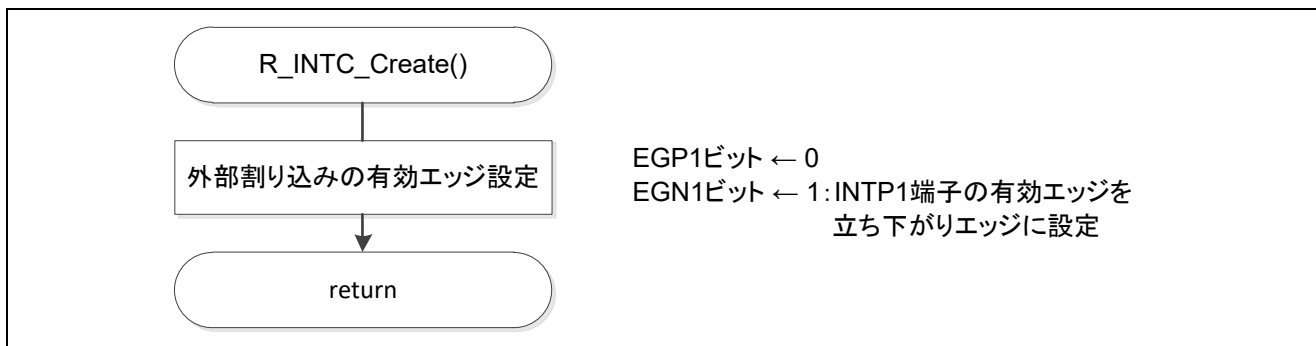 R_INTC_Create()
外部割り込みの有効エッジ設定
EGP1ビット ← 0
EGN1ビット ← 1：INTP1端子の有効エッジを
立ち下がりエッジに設定
return